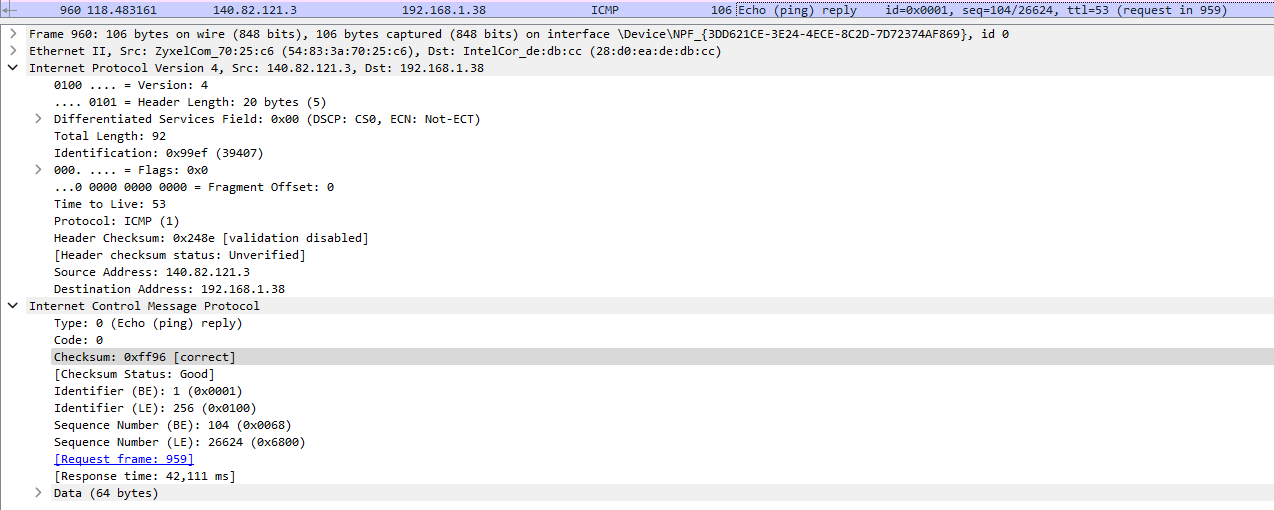 960 118.483161 140.82.121.3 192.168.1.38 ICMP 106 Echo (ping) reply id=0x0001, seq=104/26624, ttl=53 (request in 959)
Frame 960: 106 bytes on wire (848 bits), 106 bytes captured (848 bits) on interface \Device\NPF_{3DD621CE-3E24-4ECE-8C2D-7D72374AF869}, id 0
Ethernet II, Src: ZyxelCom_70:25:c6 (54:83:3a:70:25:c6), Dst: IntelCor_de:db:cc (28:d0:ea:de:db:cc)
Internet Protocol Version 4, Src: 140.82.121.3, Dst: 192.168.1.38
0100 .... = Version: 4
.... 0101 = Header Length: 20 bytes (5)
Differentiated Services Field: 0x00 (DSCP: CS0, ECN: Not-ECT)
Total Length: 92
Identification: 0x99ef (39407)
000. .... = Flags: 0x0
...0 0000 0000 0000 = Fragment Offset: 0
Time to Live: 53
Protocol: ICMP (1)
Header Checksum: 0x248e [validation disabled]
[Header checksum status: Unverified]
Source Address: 140.82.121.3
Destination Address: 192.168.1.38
Internet Control Message Protocol
Type: 0 (Echo (ping) reply)
Code: 0
Checksum: 0xff96 [correct]
[Checksum Status: Good]
Identifier (BE): 1 (0x0001)
Identifier (LE): 256 (0x0100)
Sequence Number (BE): 104 (0x0068)
Sequence Number (LE): 26624 (0x6800)
[Request frame: 959]
[Response time: 42,111 ms]
Data (64 bytes)